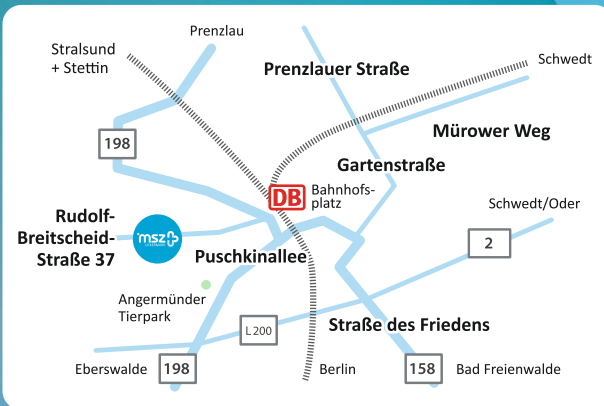 Prenzlau
Stralsund
+ Stettin
Prenzlauer Straße
Schwedt
198
Mürower Weg
Gartenstraße
DB
Bahnhofs-
platz
Schwedt/Oder
Rudolf-
Breitscheid-
Straße 37
msz
2
Puschkinallee
Angermünder
Tierpark
L 200
Straße des Friedens
Eberswalde
198
Berlin
158
Bad Freienwalde